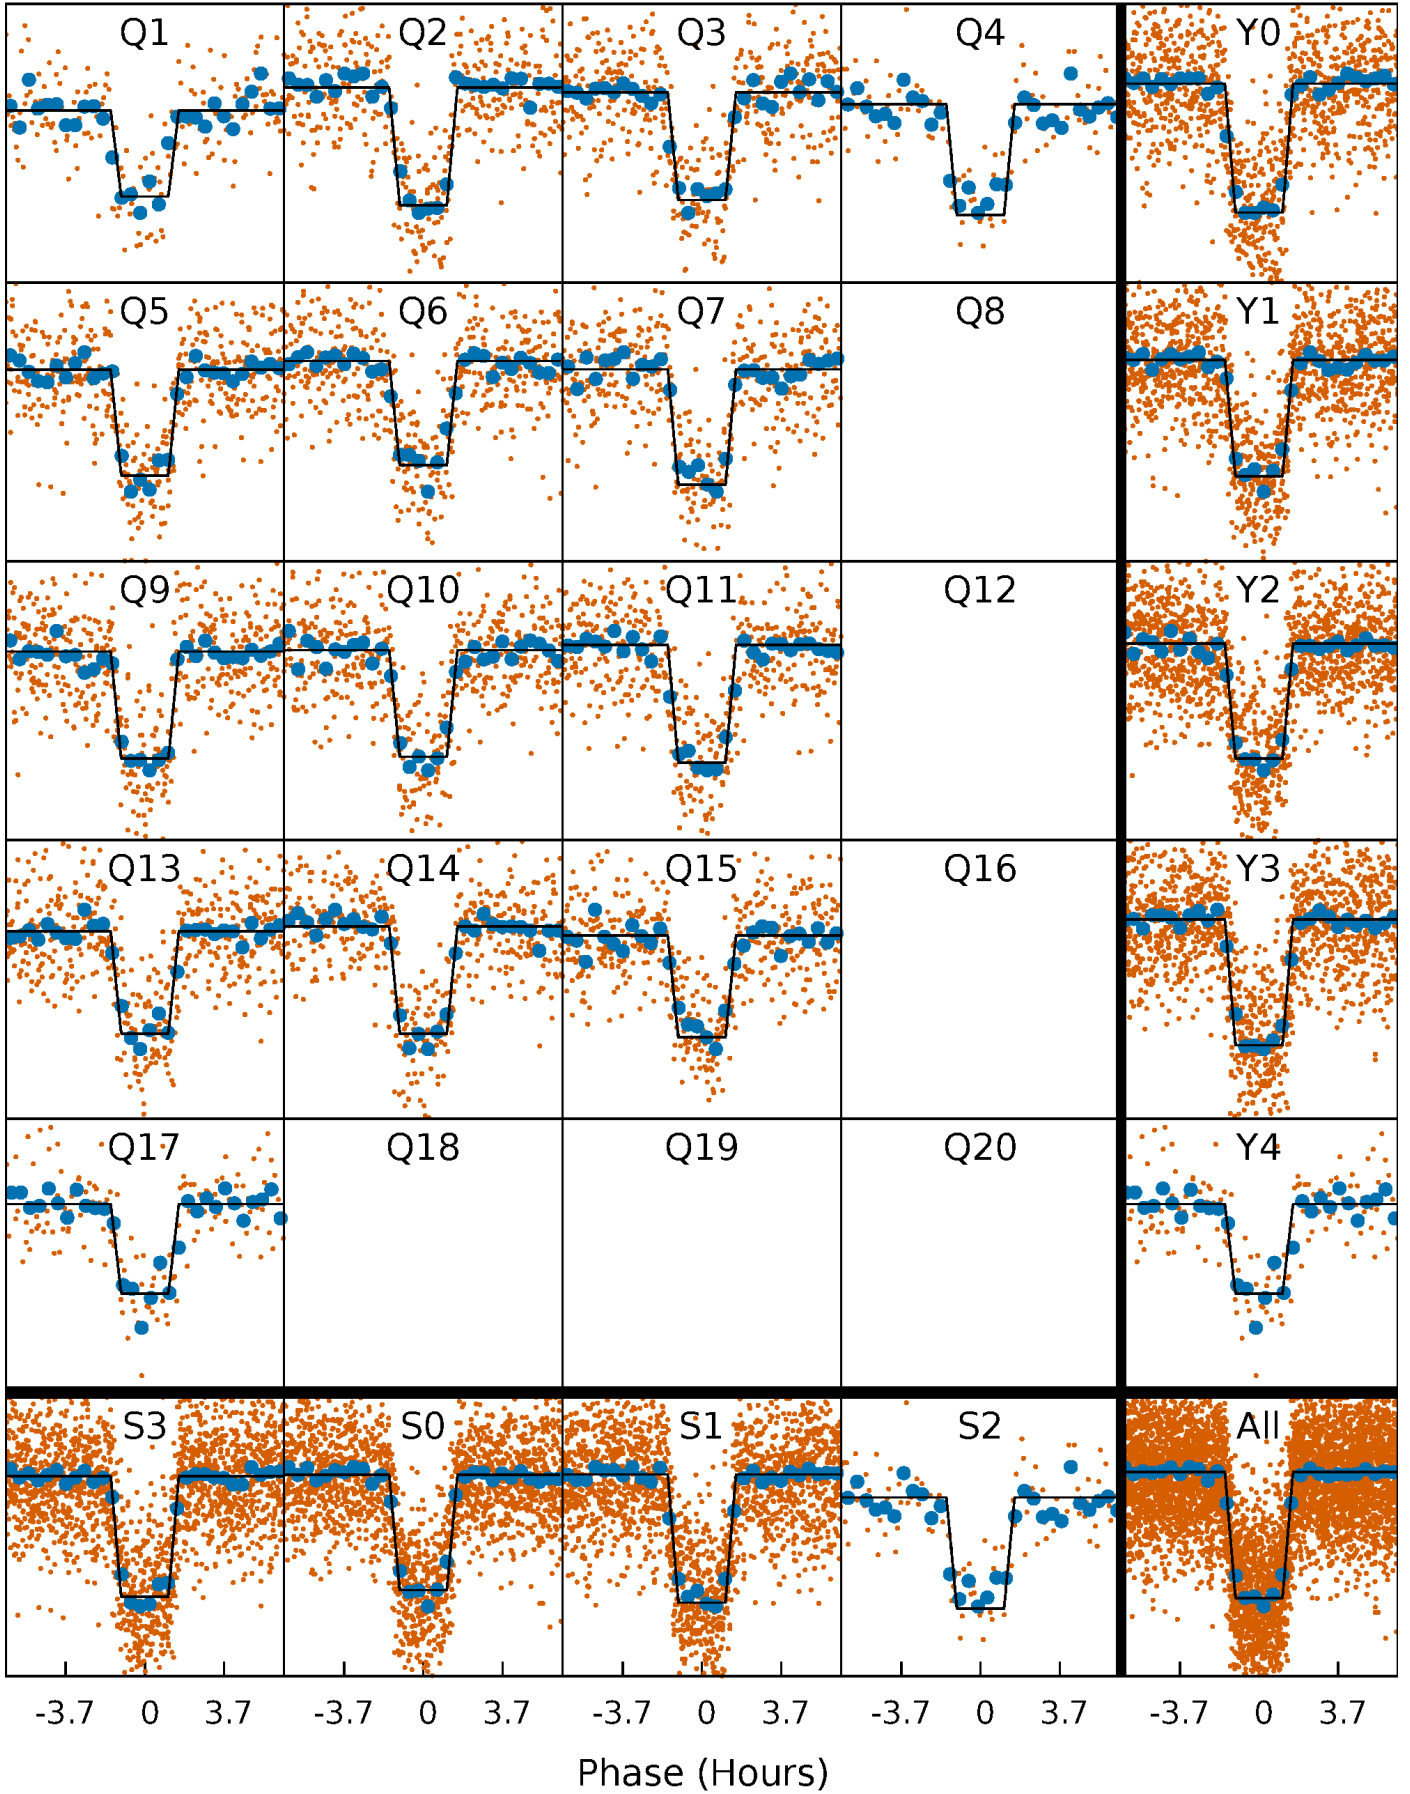 Q1 Q2 Q3 Q4 Y0
Q5 Q6 Q7 Q8 Y1
Q9 Q10 Q11 Q12 Y2
Q13 Q14 Q15 Q16 Y3
Q17 Q18 Q19 Q20 Y4
S3 S0 S1 S2 All
-3.7 0 3.7 -3.7 0 3.7 -3.7 0 3.7 -3.7 0 3.7 -3.7 0 3.7
Phase (Hours)